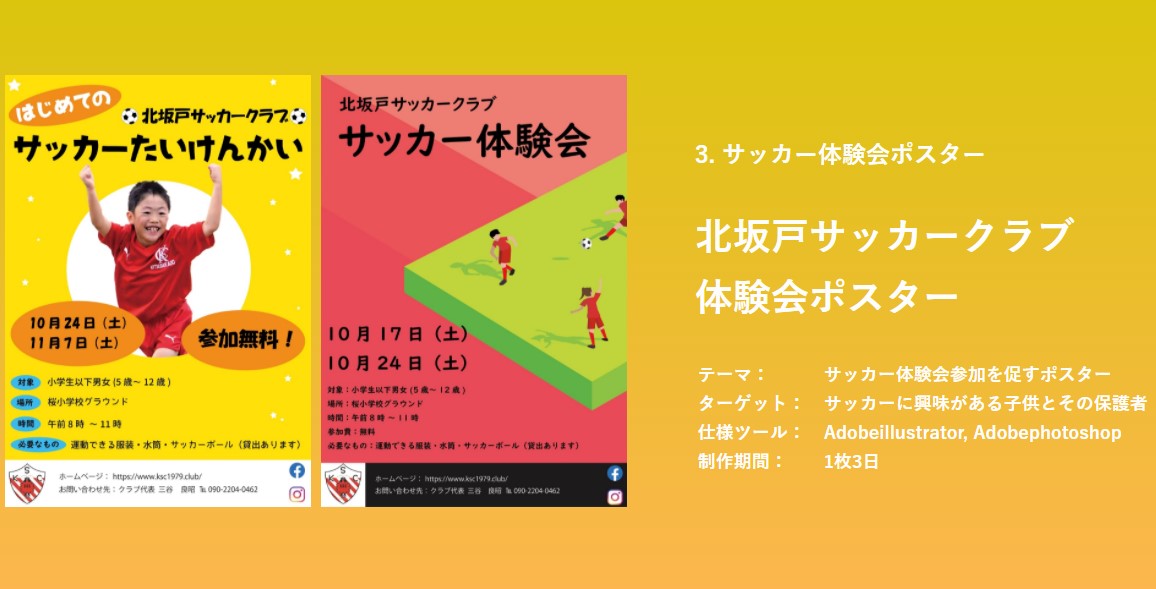 はじめての
北坂戸サッカークラブ
サッカーたいけんかい
10月24日（土）
11月7日（土）
参加無料！
対象 小学生以下男女 (5歳〜 12歳 )
場所 桜小学校グラウンド
時間 午前8時 〜 11時
必要なもの 運動できる服装・水筒・サッカーボール（貸出あります）
ホームページ： https://www.ksc1979.club/
お問い合わせ先：クラブ代表 三谷 良昭 ℡ 090-2204-0462
北坂戸サッカークラブ
サッカー体験会
10月17日（土）
10月24日（土）
対象：小学生以下男女 (5歳〜 12歳 )
場所：桜小学校グラウンド
時間：午前8時 〜 11時
参加費：無料
必要なもの：運動できる服装・水筒・サッカーボール（貸出あります）
ホームページ： https://www.ksc1979.club/
お問い合わせ先：クラブ代表 三谷 良昭 ℡ 090-2204-0462
3. サッカー体験会ポスター
北坂戸サッカークラブ
体験会ポスター
テーマ： サッカー体験会参加を促すポスター
ターゲット： サッカーに興味がある子供とその保護者
仕様ツール： Adobeillustrator, Adobephotoshop
制作期間： 1枚3日